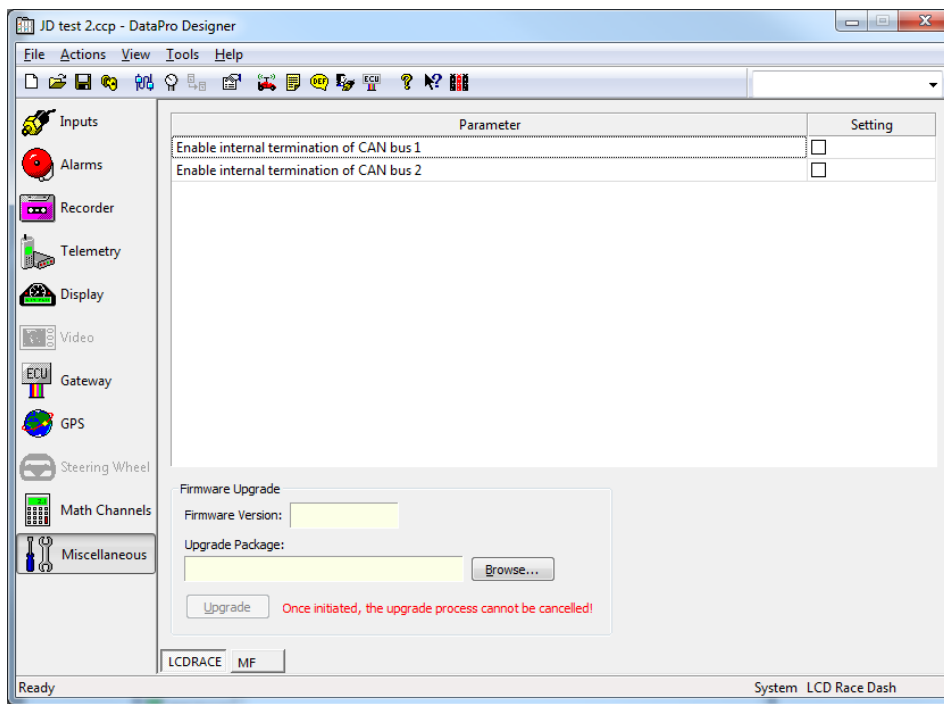 JD test 2.ccp - DataPro Designer
File Actions View Tools Help
DEF ECU
Inputs
Parameter Setting
Enable internal termination of CAN bus 1
Alarms
Enable internal termination of CAN bus 2
Recorder
Telemetry
Display
Video
ECU
Gateway
GPS
Steering Wheel
Math Channels
Miscellaneous
Firmware Upgrade
Firmware Version:
Upgrade Package:
Browse...
Upgrade Once initiated, the upgrade process cannot be cancelled!
LCDRACE MF
Ready System LCD Race Dash